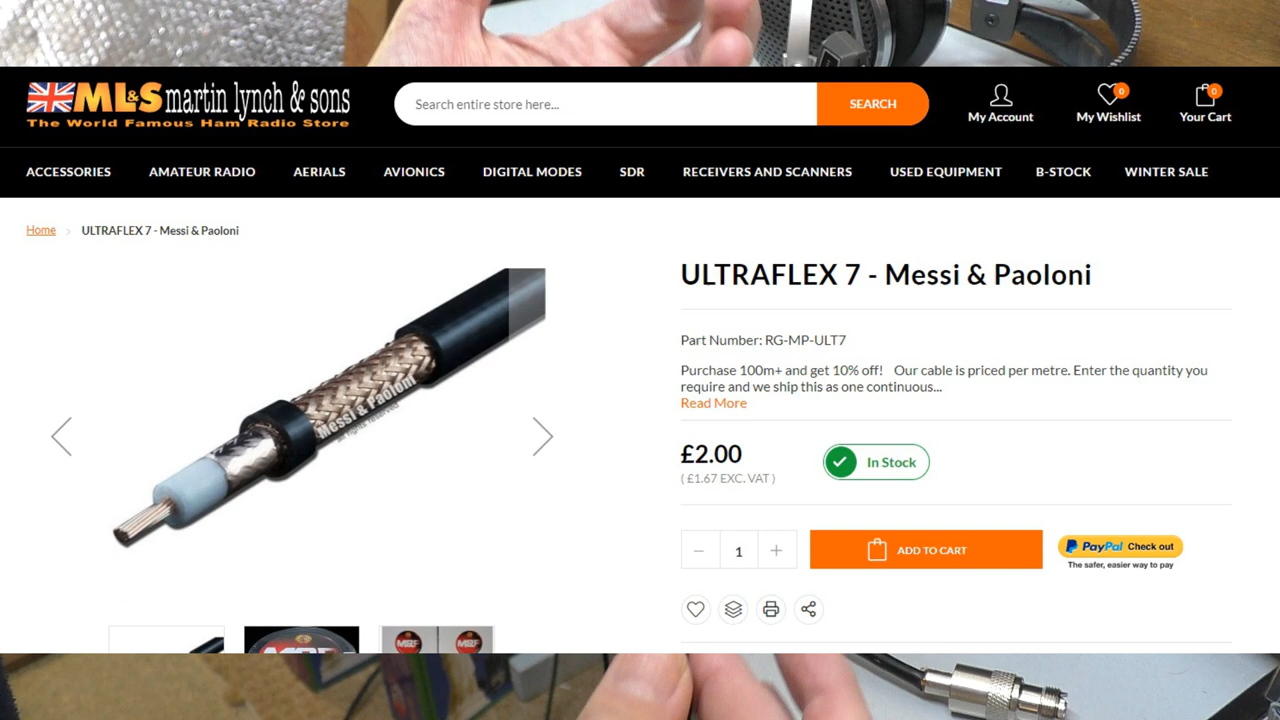 ML&S martin lynch & sons
The World Famous Ham Radio Store
Search entire store here...
SEARCH
0
0
My Account
My Wishlist
Your Cart
ACCESSORIES
AMATEUR RADIO
AERIALS
AVIONICS
DIGITAL MODES
SDR
RECEIVERS AND SCANNERS
USED EQUIPMENT
B-STOCK
WINTER SALE
Home
ULTRAFLEX 7 - Messi & Paoloni
ULTRAFLEX 7 - Messi & Paoloni
Part Number: RG-MP-ULT7
Purchase 100m+ and get 10% off! Our cable is priced per metre. Enter the quantity you
require and we ship this as one continuous...
Read More
Messi & Paoloni
all rights reserved
£2.00
( £1.67 EXC. VAT )
In Stock
1
ADD TO CART
PayPal Check out
The safer, easier way to pay